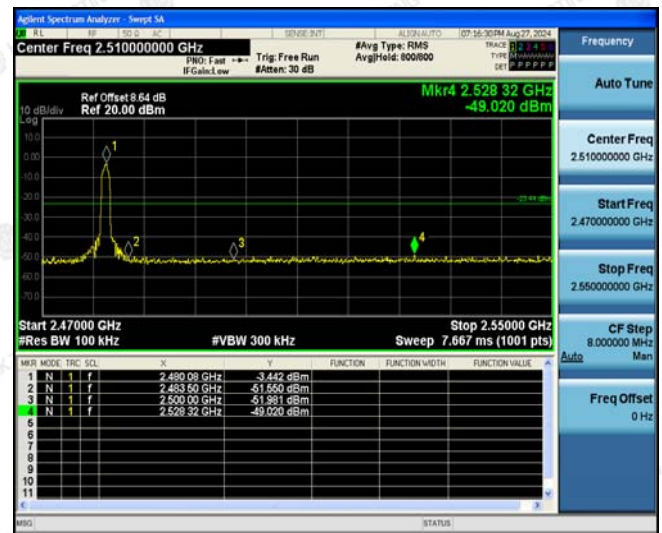 Agilent Spectrum Analyzer - Swept SA
RL RF 50 Ω AC SENSE:INT ALIGN AUTO 07:16:30 PM Aug 27, 2024
Center Freq 2.510000000 GHz
PNO: Fast
IFGain:Low
Trig: Free Run
#Atten: 30 dB
#Avg Type: RMS
Avg|Hold: 800/800
TRACE 1 2 3 4 5 6
TYPE
DET P P P P P P
Ref Offset 8.64 dB
Ref 20.00 dBm
10 dB/div
Log
Mkr4 2.528 32 GHz
-49.020 dBm
10.0
0.00
-10.0
-20.0
-30.0
-40.0
-50.0
-60.0
-70.0
1
2
3
4
-23.44 dBm
Start 2.47000 GHz
Stop 2.55000 GHz
#Res BW 100 kHz
#VBW 300 kHz
Sweep 7.667 ms (1001 pts)
MKR MODE TRC SCL X Y FUNCTION FUNCTION WIDTH FUNCTION VALUE
1 N 1 f 2.480 08 GHz -3.442 dBm
2 N 1 f 2.483 50 GHz -51.550 dBm
3 N 1 f 2.500 00 GHz -51.981 dBm
4 N 1 f 2.528 32 GHz -49.020 dBm
5
6
7
8
9
10
11
MSG
STATUS
Frequency
Auto Tune
Center Freq
2.510000000 GHz
Start Freq
2.470000000 GHz
Stop Freq
2.550000000 GHz
CF Step
8.000000 MHz
Auto Man
Freq Offset
0 Hz